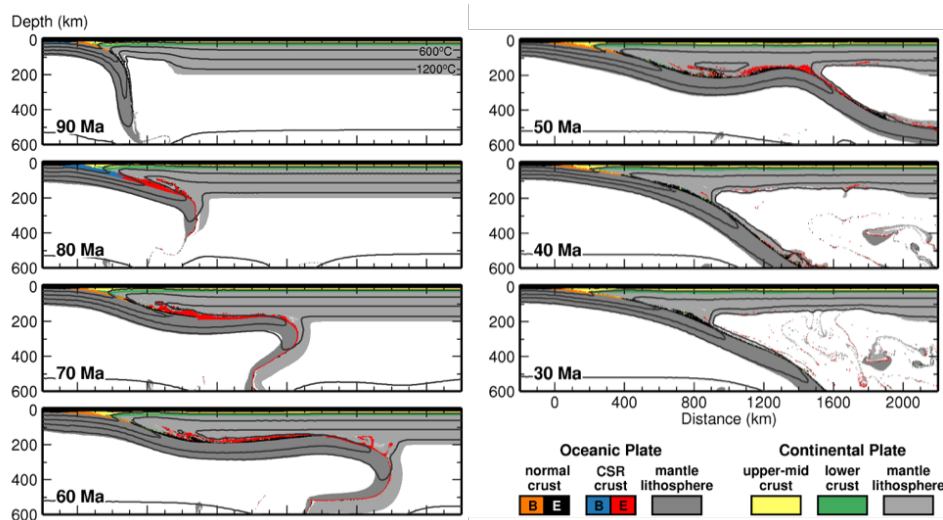 Depth (km)
0
200
400
600
600ºC
1200ºC
90 Ma
0
200
400
600
80 Ma
0
200
400
600
70 Ma
0
200
400
600
60 Ma
0
200
400
600
50 Ma
0
200
400
600
40 Ma
0
200
400
600
30 Ma
0 400 800 1200 1600 2000
Distance (km)
Oceanic Plate
normal crust
B E
CSR crust
B E
mantle lithosphere
Continental Plate
upper-mid crust
lower crust
mantle lithosphere